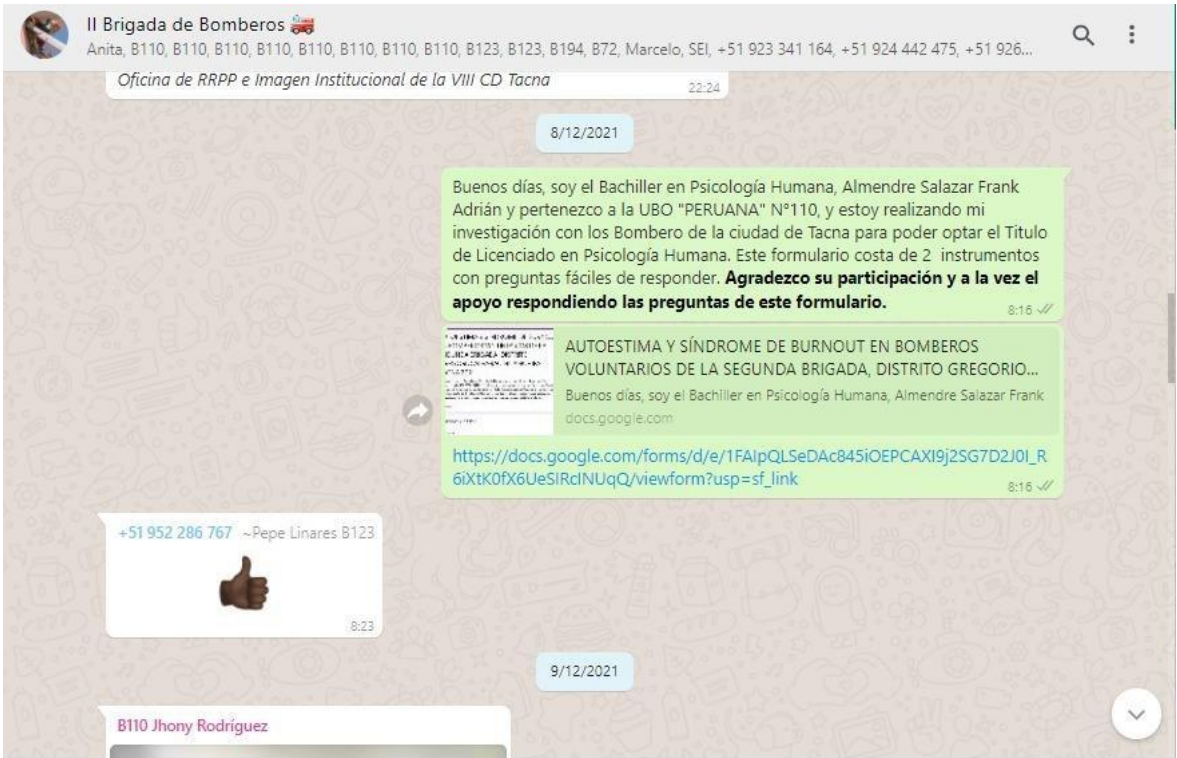 II Brigada de Bomberos 🚒
Anita, B110, B110, B110, B110, B110, B110, B110, B110, B123, B123, B194, B72, Marcelo, SEI, +51 923 341 164, +51 924 442 475, +51 926...
Oficina de RRPP e Imagen Institucional de la VIII CD Tacna
22:24
8/12/2021
Buenos días, soy el Bachiller en Psicología Humana, Almendre Salazar Frank
Adrián y pertenezco a la UBO "PERUANA" N°110, y estoy realizando mi
investigación con los Bombero de la ciudad de Tacna para poder optar el Titulo
de Licenciado en Psicología Humana. Este formulario costa de 2 instrumentos
con preguntas fáciles de responder. Agradezco su participación y a la vez el
apoyo respondiendo las preguntas de este formulario.
8:16
AUTOESTIMA Y SÍNDROME DE BURNOUT EN BOMBEROS
VOLUNTARIOS DE LA SEGUNDA BRIGADA, DISTRITO GREGORIO...
Buenos días, soy el Bachiller en Psicología Humana, Almendre Salazar Frank
docs.google.com
https://docs.google.com/forms/d/e/1FAIpQLSeDAc845iOEPCAXI9j2SG7D2J0I_R
6iXtK0fX6UeSIRcINUqQ/viewform?usp=sf_link
8:16
+51 952 286 767 ~Pepe Linares B123
8:23
9/12/2021
B110 Jhony Rodríguez